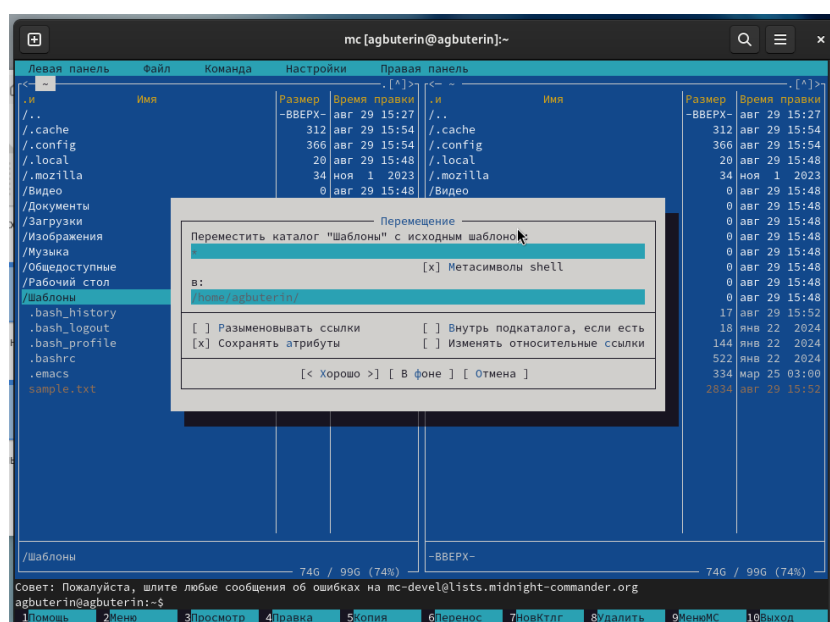 mc [agbuterin@agbuterin]:~
Левая панель Файл Команда Настройки Правая панель
<— ~ .[^]> <— ~ .[^]>
.и Имя Размер Время правки .и Имя Размер Время правки
/.. -ВВЕРХ- авг 29 15:27 /.. -ВВЕРХ- авг 29 15:27
/.cache 312 авг 29 15:54 /.cache 312 авг 29 15:54
/.config 366 авг 29 15:54 /.config 366 авг 29 15:54
/.local 20 авг 29 15:48 /.local 20 авг 29 15:48
/.mozilla 34 ноя 1 2023 /.mozilla 34 ноя 1 2023
/Видео 0 авг 29 15:48 /Видео 0 авг 29 15:48
/Документы 0 авг 29 15:48
/Загрузки 0 авг 29 15:48
/Изображения 0 авг 29 15:48
/Музыка 0 авг 29 15:48
/Общедоступные 0 авг 29 15:48
/Рабочий стол 0 авг 29 15:48
/Шаблоны 0 авг 29 15:48
.bash_history 17 авг 29 15:52
.bash_logout 18 янв 22 2024
.bash_profile 144 янв 22 2024
.bashrc 522 янв 22 2024
.emacs 334 мар 25 03:00
sample.txt 2834 авг 29 15:52
Перемещение
Переместить каталог "Шаблоны" с исходным шаблоном:
*
[x] Метасимволы shell
в:
/home/agbuterin/
[ ] Разыменовывать ссылки [ ] Внутрь подкаталога, если есть
[x] Сохранять атрибуты [ ] Изменять относительные ссылки
[< Хорошо >] [ В фоне ] [ Отмена ]
/Шаблоны -ВВЕРХ-
74G / 99G (74%) 74G / 99G (74%)
Совет: Пожалуйста, шлите любые сообщения об ошибках на mc-devel@lists.midnight-commander.org
agbuterin@agbuterin:~$
1Помощь 2Меню 3Просмотр 4Правка 5Копия 6Перенос 7НовКтлг 8Удалить 9МенюМС 10Выход